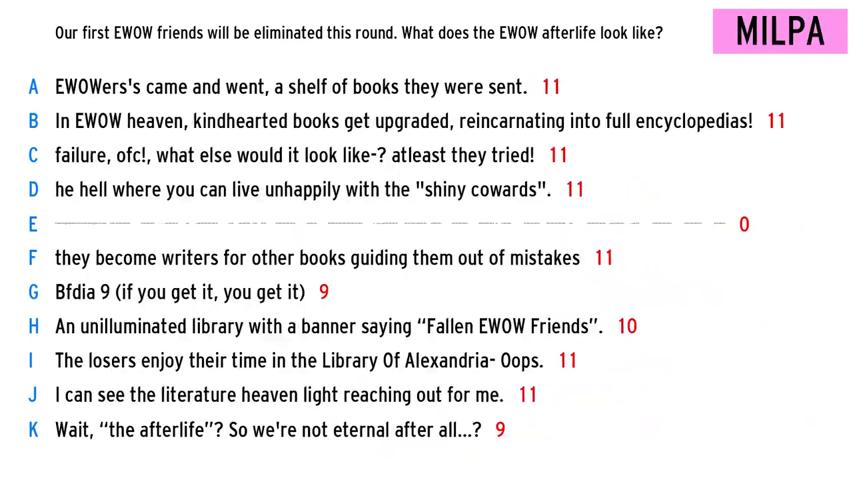 Our first EWOW friends will be eliminated this round. What does the EWOW afterlife look like?
MILPA
A EWOWers's came and went, a shelf of books they were sent. 11
B In EWOW heaven, kindhearted books get upgraded, reincarnating into full encyclopedias! 11
C failure, ofc!, what else would it look like-? atleast they tried! 11
D he hell where you can live unhappily with the "shiny cowards". 11
E 0
F they become writers for other books guiding them out of mistakes 11
G Bfdia 9 (if you get it, you get it) 9
H An unilluminated library with a banner saying “Fallen EWOW Friends”. 10
I The losers enjoy their time in the Library Of Alexandria- Oops. 11
J I can see the literature heaven light reaching out for me. 11
K Wait, “the afterlife”? So we're not eternal after all...? 9